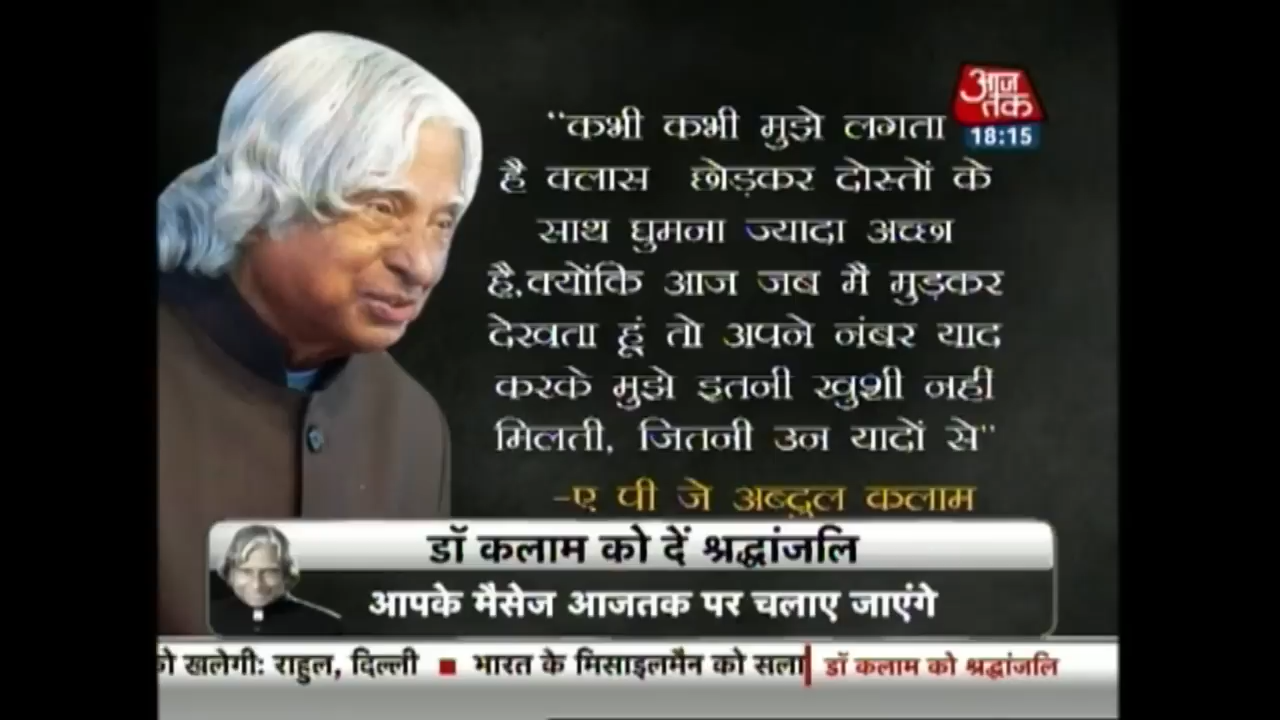 आज
तक
18:15
“कभी कभी मुझे लगता
है क्लास छोड़कर दोस्तों के
साथ घुमना ज्यादा अच्छा
है,क्योंकि आज जब मै मुड़कर
देखता हूं तो अपने नंबर याद
करके मुझे इतनी खुशी नहीं
मिलती, जितनी उन यादों से”
-ए पी जे अब्दुल कलाम
डॉ कलाम को दें श्रद्धांजलि
आपके मैसेज आजतक पर चलाए जाएंगे
खलेगी: राहुल, दिल्ली ■ भारत के मिसाइलमैन को सला
डॉ कलाम को श्रद्धांजलि